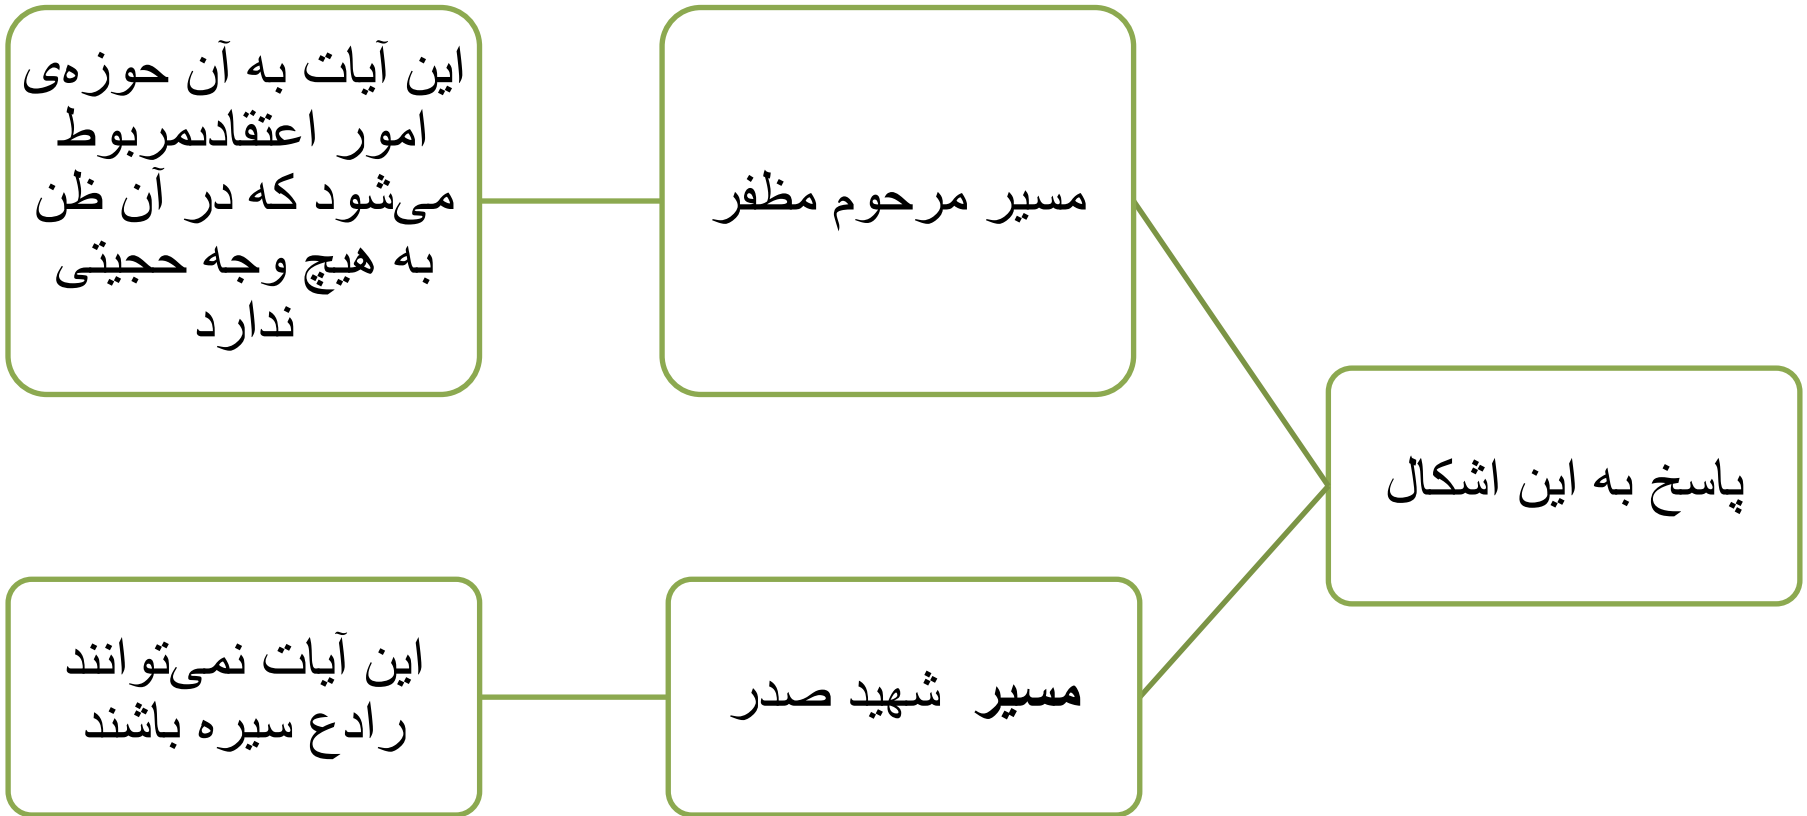 پاسخ به این اشکال
مسیر مرحوم مظفر
این آیات به آن حوزه‌ی
امور اعتقادىمربوط
می‌شود که در آن ظن
به هیچ وجه حجیتی
ندارد
مسیر شهید صدر
این آیات نمی‌توانند
رادع سیره باشند